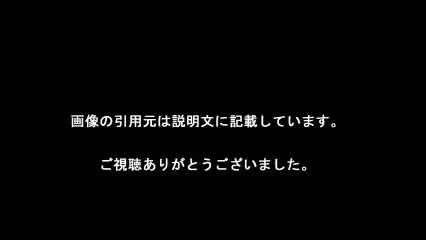 画像の引用元は説明文に記載しています。
ご視聴ありがとうございました。